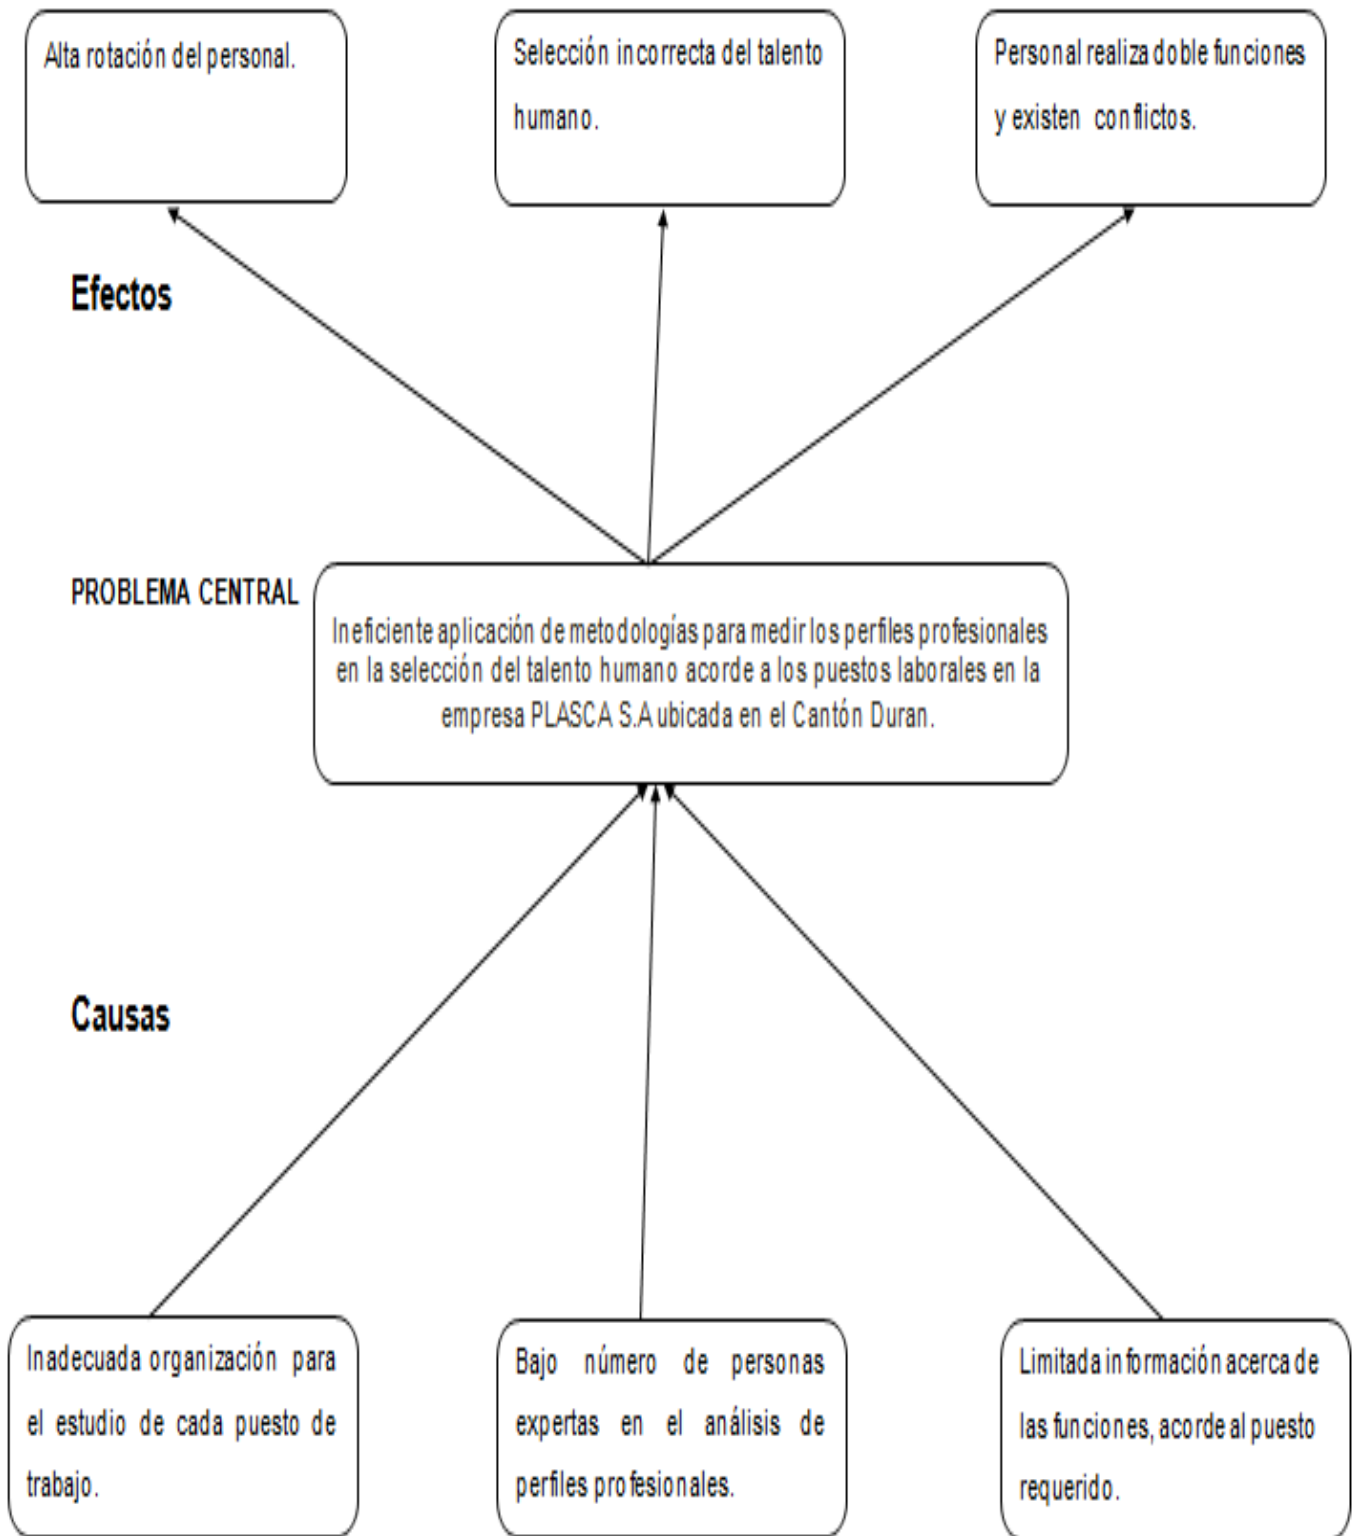 Alta rotación del personal.
Selección incorrecta del talento
humano.
Personal realiza doble funciones
y existen conflictos.
Efectos
PROBLEMA CENTRAL
Ineficiente aplicación de metodologías para medir los perfiles profesionales
en la selección del talento humano acorde a los puestos laborales en la
empresa PLASCA S.A ubicada en el Cantón Duran.
Causas
Inadecuada organización para
el estudio de cada puesto de
trabajo.
Bajo número de personas
expertas en el análisis de
perfiles profesionales.
Limitada información acerca de
las funciones, acorde al puesto
requerido.